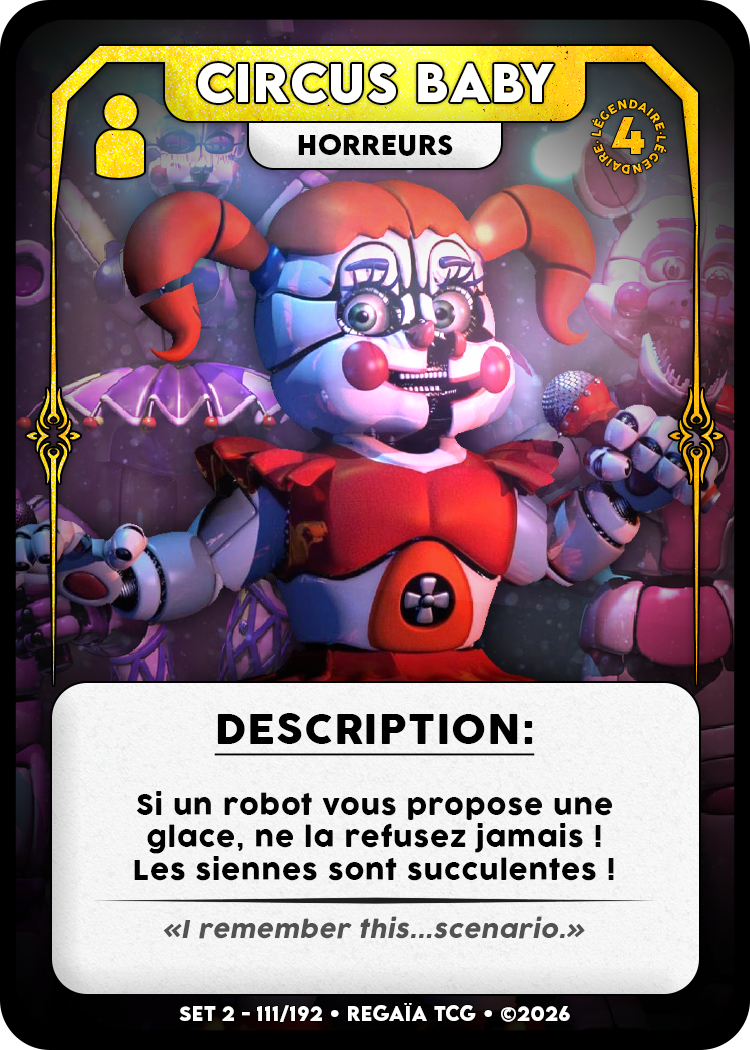 CIRCUS BABY
HORREURS
LÉGENDAIRE·LÉGENDAIRE·
4
DESCRIPTION:
Si un robot vous propose une
glace, ne la refusez jamais !
Les siennes sont succulentes !
«I remember this...scenario.»
SET 2 - 111/192 • REGAÏA TCG • ©2026